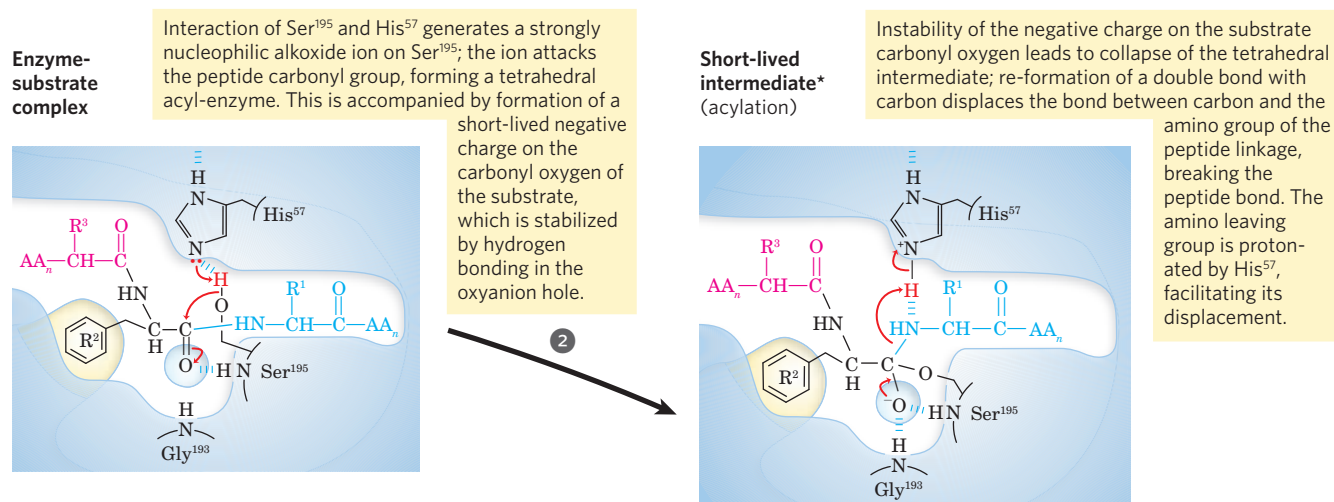 Enzyme-
substrate
complex
Interaction of Ser195 and His57 generates a strongly
nucleophilic alkoxide ion on Ser195; the ion attacks
the peptide carbonyl group, forming a tetrahedral
acyl-enzyme. This is accompanied by formation of a
short-lived negative
charge on the
carbonyl oxygen of
the substrate,
which is stabilized
by hydrogen
bonding in the
oxyanion hole.
H
N
His57
N
R3 O
AAn CH C
H
HN
O
R1 O
C HN CH C AAn
R2
C
H
O
H N Ser195
H
N
Gly193
2
Short-lived
intermediate*
(acylation)
Instability of the negative charge on the substrate
carbonyl oxygen leads to collapse of the tetrahedral
intermediate; re-formation of a double bond with
carbon displaces the bond between carbon and the
amino group of the
peptide linkage,
breaking the
peptide bond. The
amino leaving
group is proton-
ated by His57,
facilitating its
displacement.
H
N
His57
+N
R3 O
AAn CH C
H
R1 O
HN
HN CH C AAn
R2
C
H
C O
−O HN Ser195
H
N
Gly193